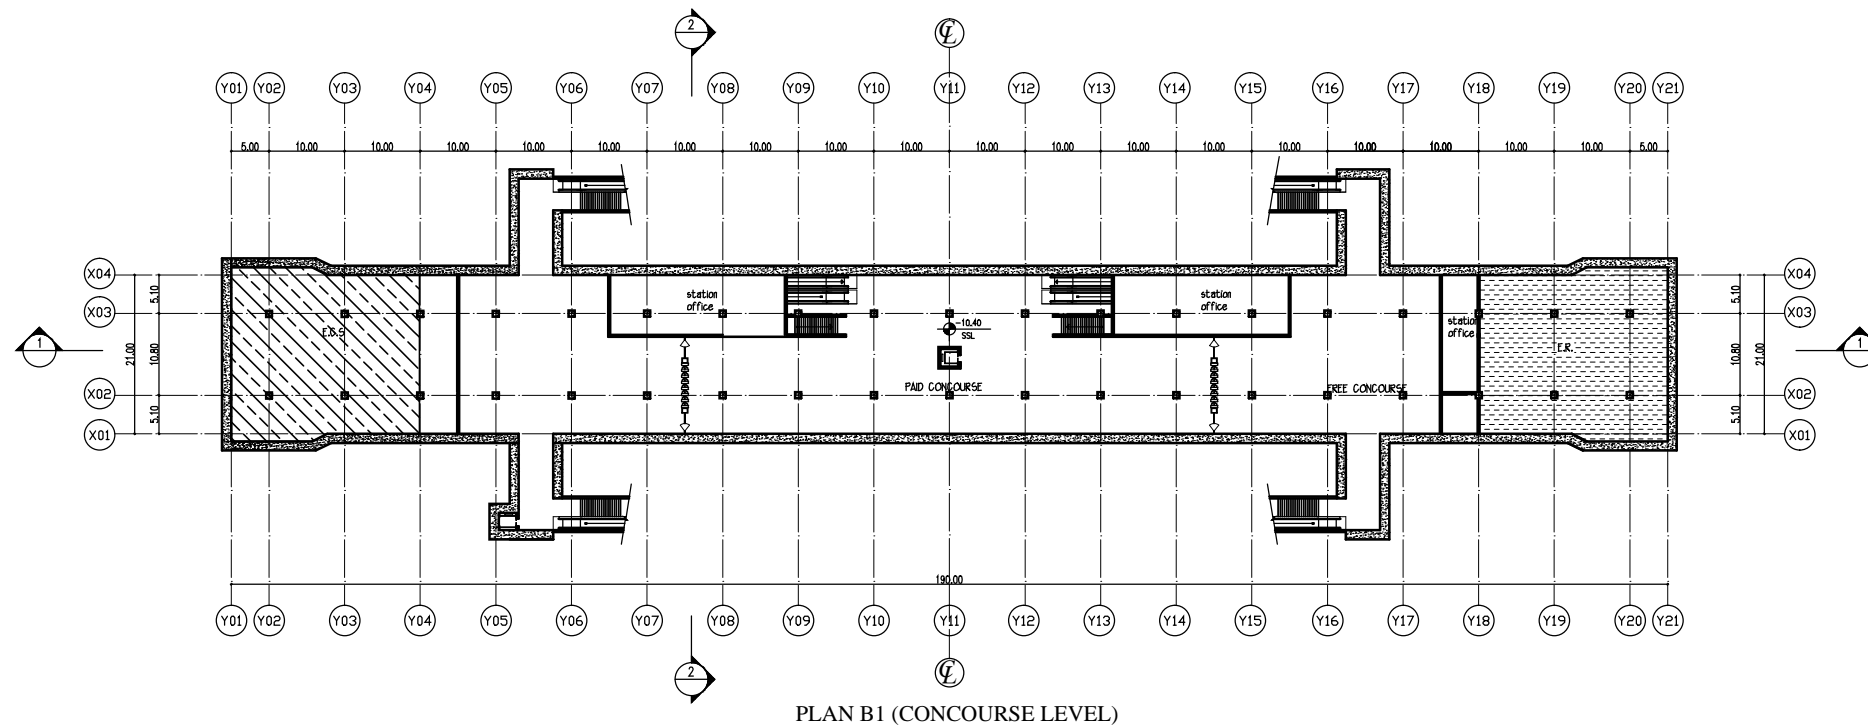 2
℄
Y01 Y02 Y03 Y04 Y05 Y06 Y07 Y08 Y09 Y10 Y11 Y12 Y13 Y14 Y15 Y16 Y17 Y18 Y19 Y20 Y21
5.00 10.00 10.00 10.00 10.00 10.00 10.00 10.00 10.00 10.00 10.00 10.00 10.00 10.00 10.00 10.00 10.00 10.00 10.00 5.00
X04 X04
5.10 station office station office 5.10
X03 X03
E.C.S -10.40 SSL station office E.R.
1 21.00 10.80 10.80 21.00 1
PAID CONCOURSE FREE CONCOURSE
X02 X02
5.10 5.10
X01 X01
190.00
Y01 Y02 Y03 Y04 Y05 Y06 Y07 Y08 Y09 Y10 Y11 Y12 Y13 Y14 Y15 Y16 Y17 Y18 Y19 Y20 Y21
2
℄
PLAN B1 (CONCOURSE LEVEL)